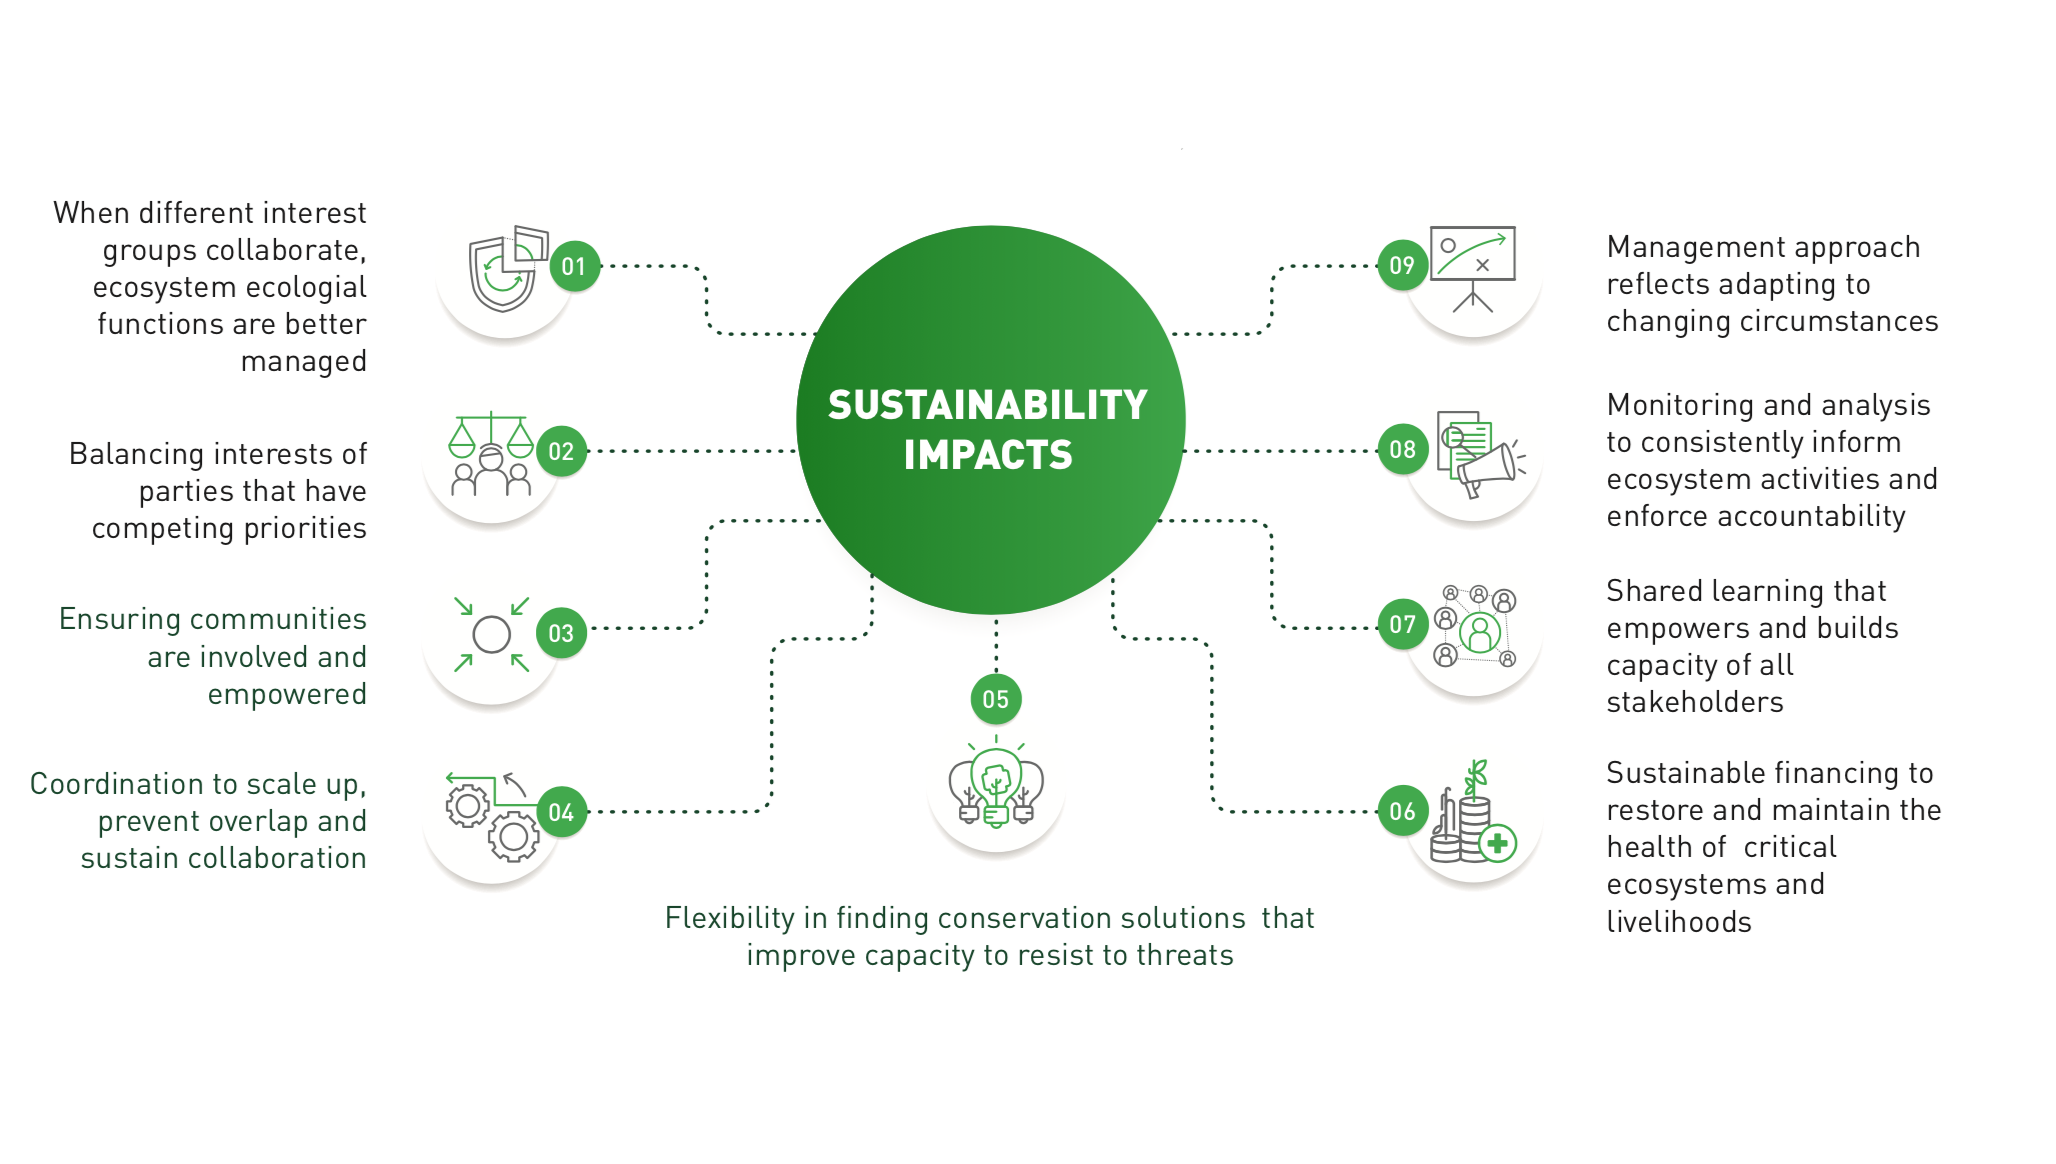 SUSTAINABILITY
IMPACTS
01
When different interest
groups collaborate,
ecosystem ecologial
functions are better
managed
02
Balancing interests of
parties that have
competing priorities
03
Ensuring communities
are involved and
empowered
04
Coordination to scale up,
prevent overlap and
sustain collaboration
05
Flexibility in finding conservation solutions that
improve capacity to resist to threats
06
Sustainable financing to
restore and maintain the
health of critical
ecosystems and
livelihoods
07
Shared learning that
empowers and builds
capacity of all
stakeholders
08
Monitoring and analysis
to consistently inform
ecosystem activities and
enforce accountability
09
Management approach
reflects adapting to
changing circumstances